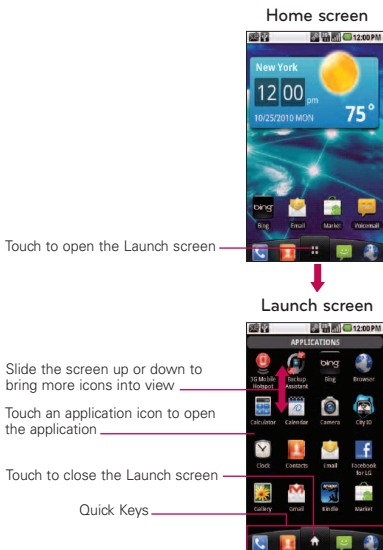 Home screen
12:00 PM
New York
12 00 pm
10/25/2010 MON
75°
bing
Bing Email Market Voicemail
Touch to open the Launch screen
Launch screen
12:00 PM
APPLICATIONS
bing
3G Mobile Hotspot
Backup Assistant
Bing
Browser
Slide the screen up or down to
bring more icons into view
Calculator Calendar Camera City ID
Touch an application icon to open
the application
Clock
Contacts
Email
Facebook for LG
Touch to close the Launch screen
Gallery Gmail Kindle Market
Quick Keys